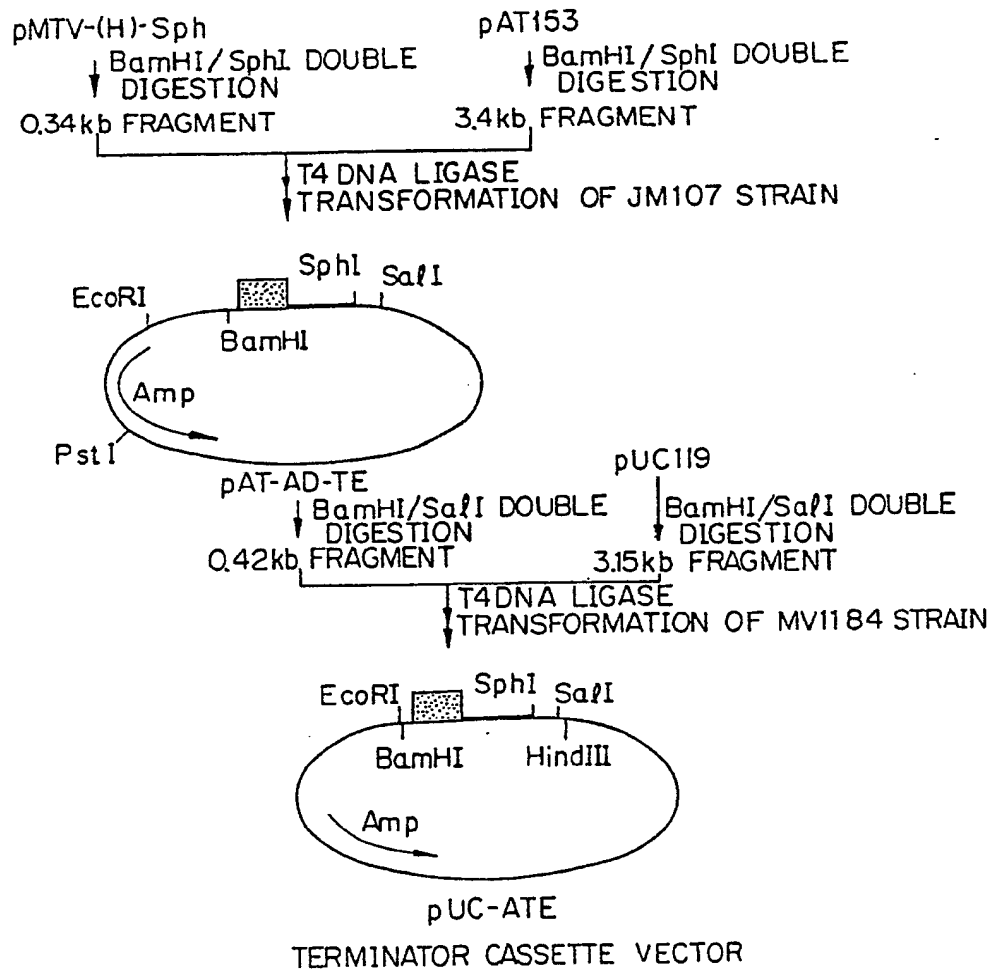 pMTV-(H)-Sph
pAT153
BamHI/SphI DOUBLE
DIGESTION
BamHI/SphI DOUBLE
DIGESTION
0.34kb FRAGMENT
3.4kb FRAGMENT
T4 DNA LIGASE
TRANSFORMATION OF JM107 STRAIN
EcoRI
SphI
SalI
BamHI
Amp
PstI
pAT-AD-TE
pUC119
BamHI/SalI DOUBLE
DIGESTION
BamHI/SalI DOUBLE
DIGESTION
0.42kb FRAGMENT
3.15kb FRAGMENT
T4 DNA LIGASE
TRANSFORMATION OF MV1184 STRAIN
EcoRI
SphI
SalI
BamHI
HindIII
Amp
pUC-ATE
TERMINATOR CASSETTE VECTOR